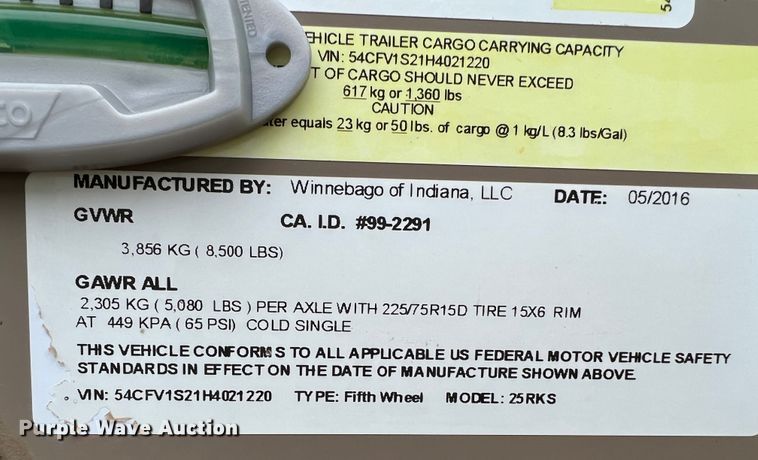 VEHICLE TRAILER CARGO CARRYING CAPACITY
VIN: 54CFV1S21H4021220
OF CARGO SHOULD NEVER EXCEED
617 kg or 1,360 lbs
CAUTION
equals 23 kg or 50 lbs. of cargo @ 1 kg/L (8.3 lbs/Gal)
MANUFACTURED BY: Winnebago of Indiana, LLC DATE: 05/2016
GVWR CA. I.D. #99-2291
3,856 KG ( 8,500 LBS)
GAWR ALL
2,305 KG ( 5,080 LBS ) PER AXLE WITH 225/75R15D TIRE 15X6 RIM
AT 449 KPA ( 65 PSI) COLD SINGLE
THIS VEHICLE CONFORMS TO ALL APPLICABLE US FEDERAL MOTOR VEHICLE SAFETY
STANDARDS IN EFFECT ON THE DATE OF MANUFACTURE SHOWN ABOVE.
VIN: 54CFV1S21H4021220 TYPE: Fifth Wheel MODEL: 25RKS
Purple Wave Auction